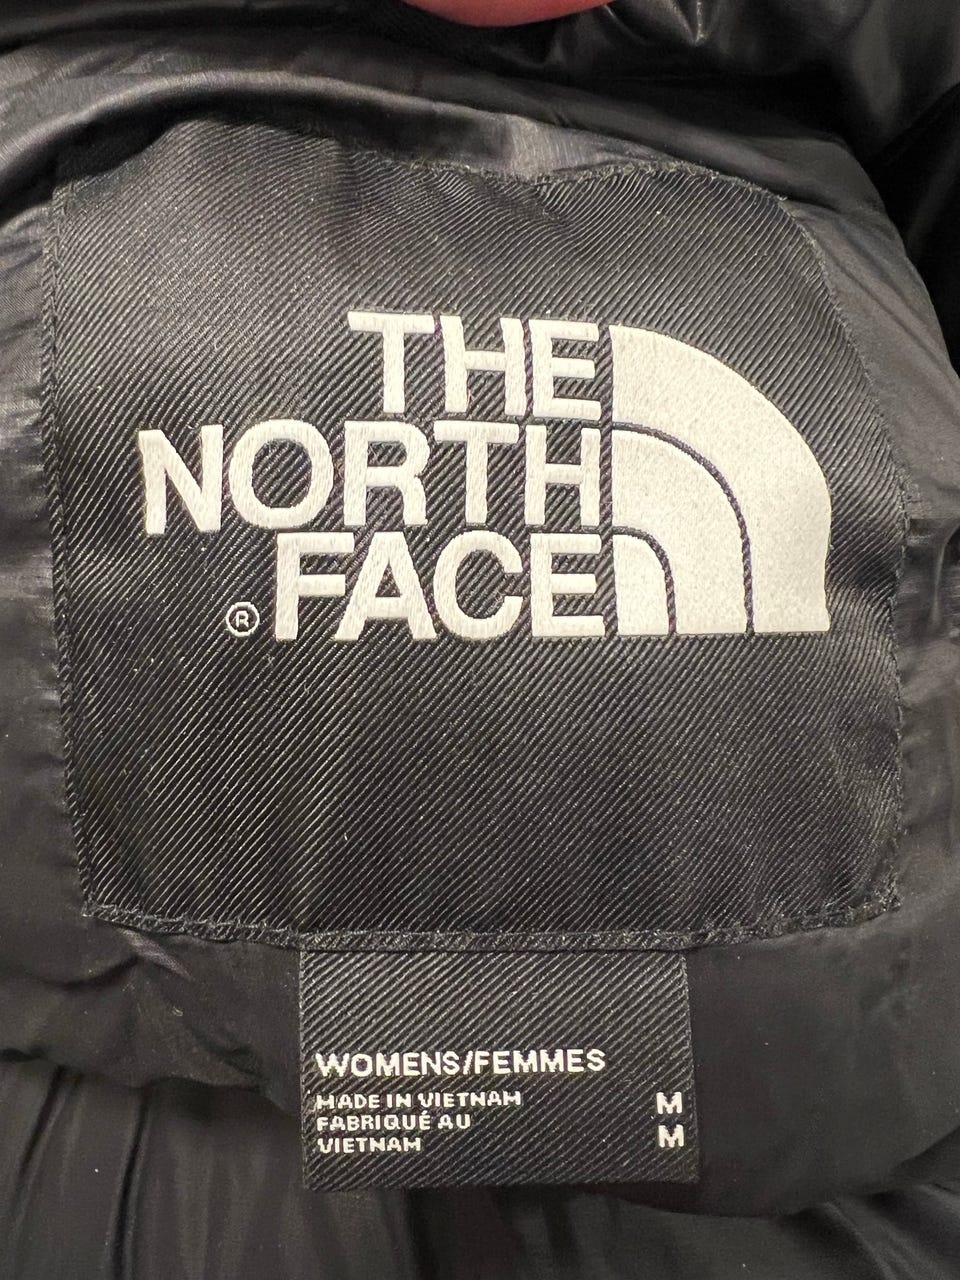 THE
NORTH
® FACE
WOMENS/FEMMES
MADE IN VIETNAM M
FABRIQUÉ AU
VIETNAM M